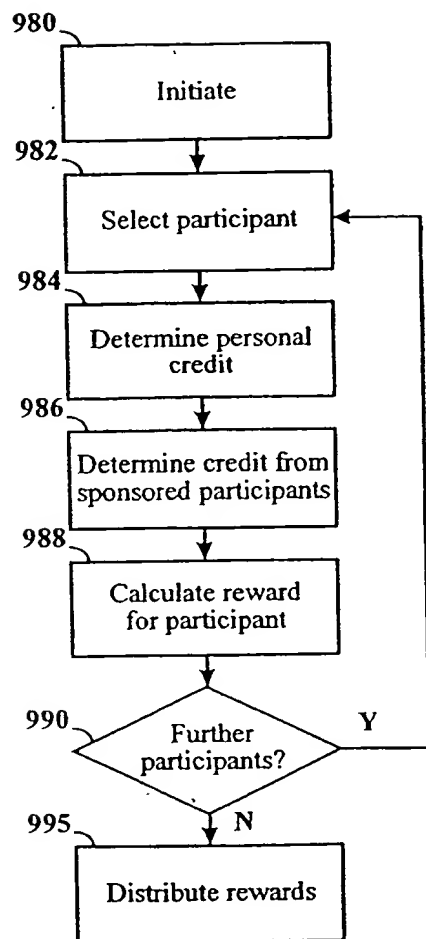 980
Initiate
982
Select participant
984
Determine personal
credit
986
Determine credit from
sponsored participants
988
Calculate reward
for participant
990
Further
participants?
Y
N
995
Distribute rewards